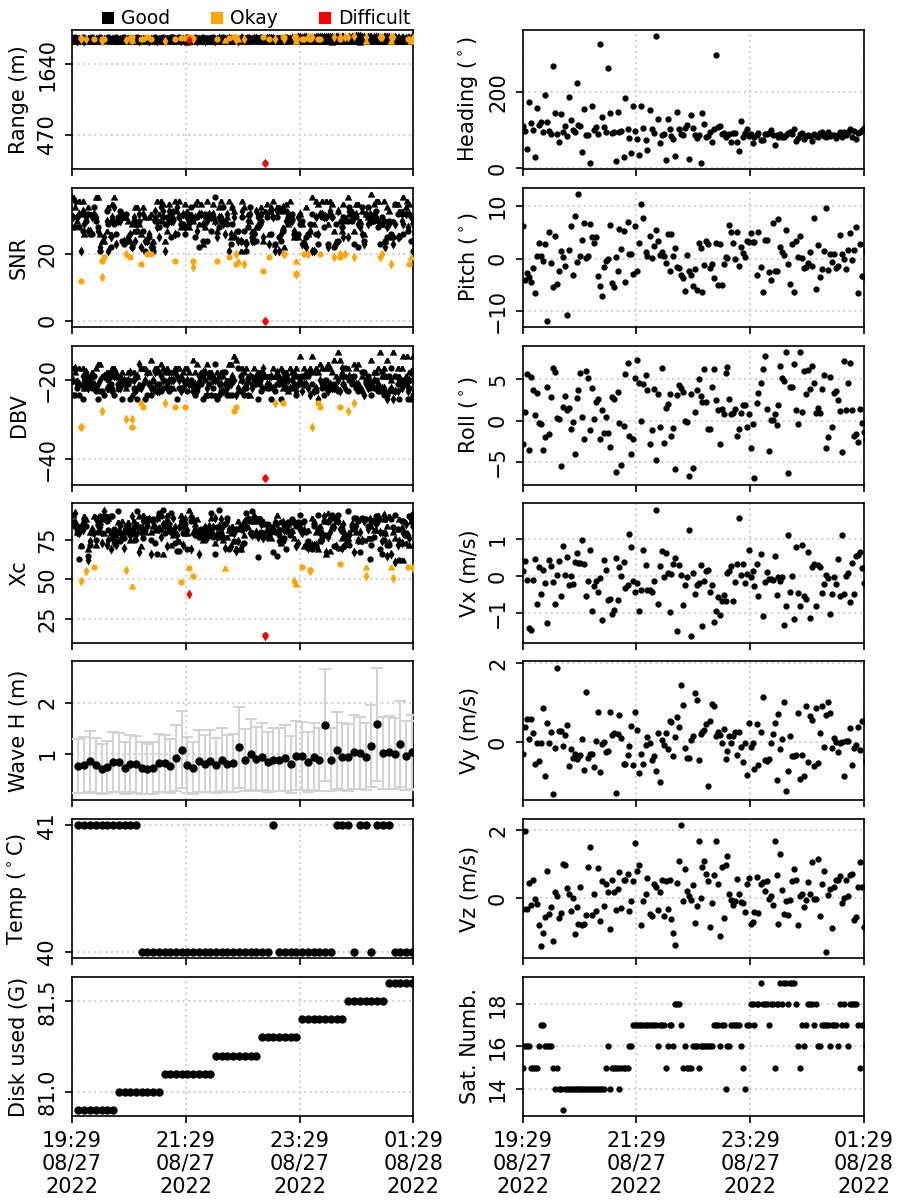 Good Okay Difficult
Range (m)
1640
470
Heading (°)
200
0
SNR
20
0
Pitch (°)
10
0
−10
DBV
−20
−40
Roll (°)
5
0
−5
Xc
75
50
25
Vx (m/s)
1
0
−1
Wave H (m)
2
1
Vy (m/s)
2
0
Temp (°C)
41
40
Vz (m/s)
2
0
Disk used (G)
81.5
81.0
Sat. Numb.
18
16
14
19:29 21:29 23:29 01:29 19:29 21:29 23:29 01:29
08/27 08/27 08/27 08/28 08/27 08/27 08/27 08/28
2022 2022 2022 2022 2022 2022 2022 2022